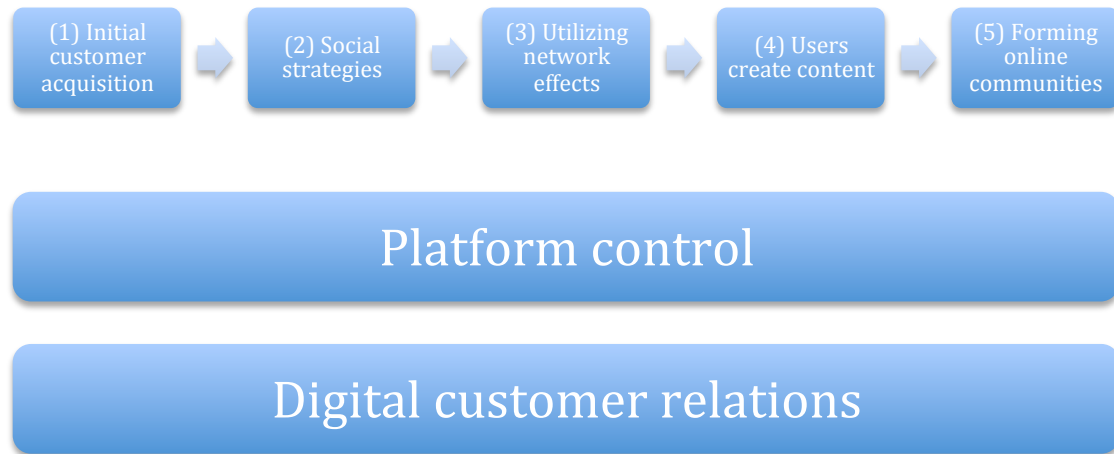 (1) Initial
customer
acquisition
(2) Social
strategies
(3) Utilizing
network
effects
(4) Users
create content
(5) Forming
online
communities
Platform control
Digital customer relations